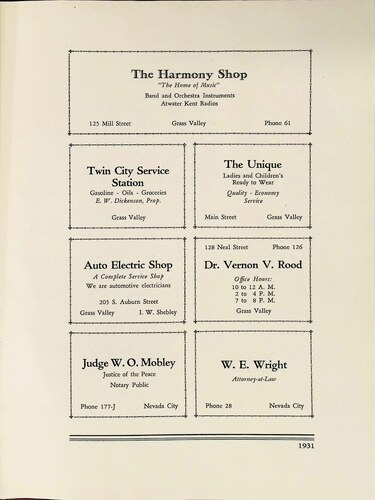 The Harmony Shop
"The Home of Music"
Band and Orchestra Instruments
Atwater Kent Radios
125 Mill Street Grass Valley Phone 61
Twin City Service
Station
Gasoline - Oils - Groceries
E. W. Dickenson, Prop.
Grass Valley
The Unique
Ladies and Children's
Ready to Wear
Quality - Economy
Service
Main Street Grass Valley
Auto Electric Shop
A Complete Service Shop
We are automotive electricians
205 S. Auburn Street
Grass Valley I. W. Shebley
128 Neal Street Phone 126
Dr. Vernon V. Rood
Office Hours:
10 to 12 A. M.
2 to 4 P. M.
7 to 8 P. M.
Grass Valley
Judge W. O. Mobley
Justice of the Peace
Notary Public
Phone 177-J Nevada City
W. E. Wright
Attorney-at-Law
Phone 28 Nevada City
1931